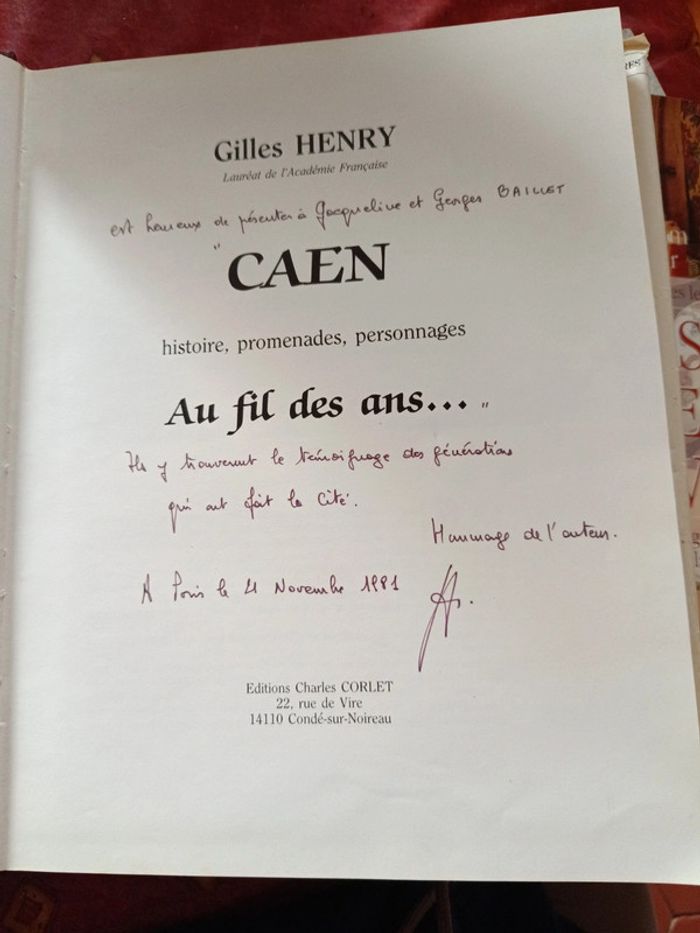 Gilles HENRY
Lauréat de l'Académie Française
est heureux de présenter à Jacqueline et Georges BAILLET
"
CAEN
histoire, promenades, personnages
Au fil des ans... "
Ils y trouveront le témoignage des générations
qui ont fait la Cité.
Hommage de l'auteur.
A Paris le Novembre 1981
Editions Charles CORLET
22, rue de Vire
14110 Condé-sur-Noireau